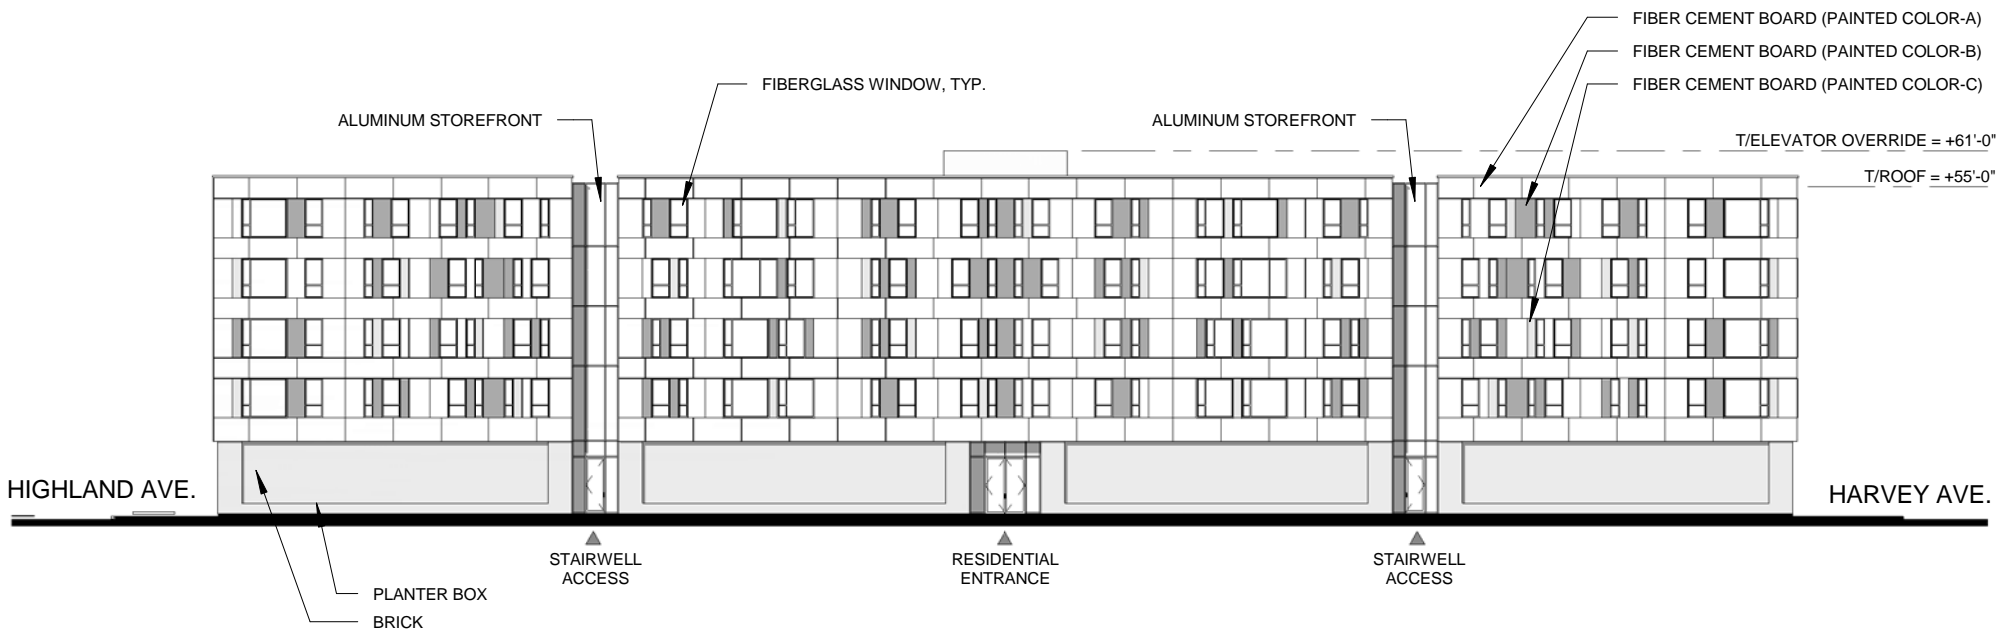 FIBER CEMENT BOARD (PAINTED COLOR-A)
FIBER CEMENT BOARD (PAINTED COLOR-B)
FIBERGLASS WINDOW, TYP.
FIBER CEMENT BOARD (PAINTED COLOR-C)
ALUMINUM STOREFRONT
ALUMINUM STOREFRONT
T/ELEVATOR OVERRIDE = +61'-0"
T/ROOF = +55'-0"
HIGHLAND AVE.
HARVEY AVE.
STAIRWELL
ACCESS
RESIDENTIAL
ENTRANCE
STAIRWELL
ACCESS
PLANTER BOX
BRICK